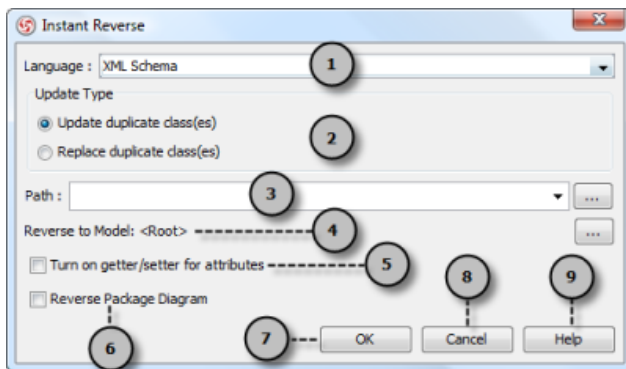 Instant Reverse
Language : XML Schema 1
Update Type
Update duplicate class(es)
Replace duplicate class(es)
2
Path : 3 ...
Reverse to Model: <Root> 4 ...
Turn on getter/setter for attributes 5
Reverse Package Diagram
6
7 OK 8 Cancel 9 Help